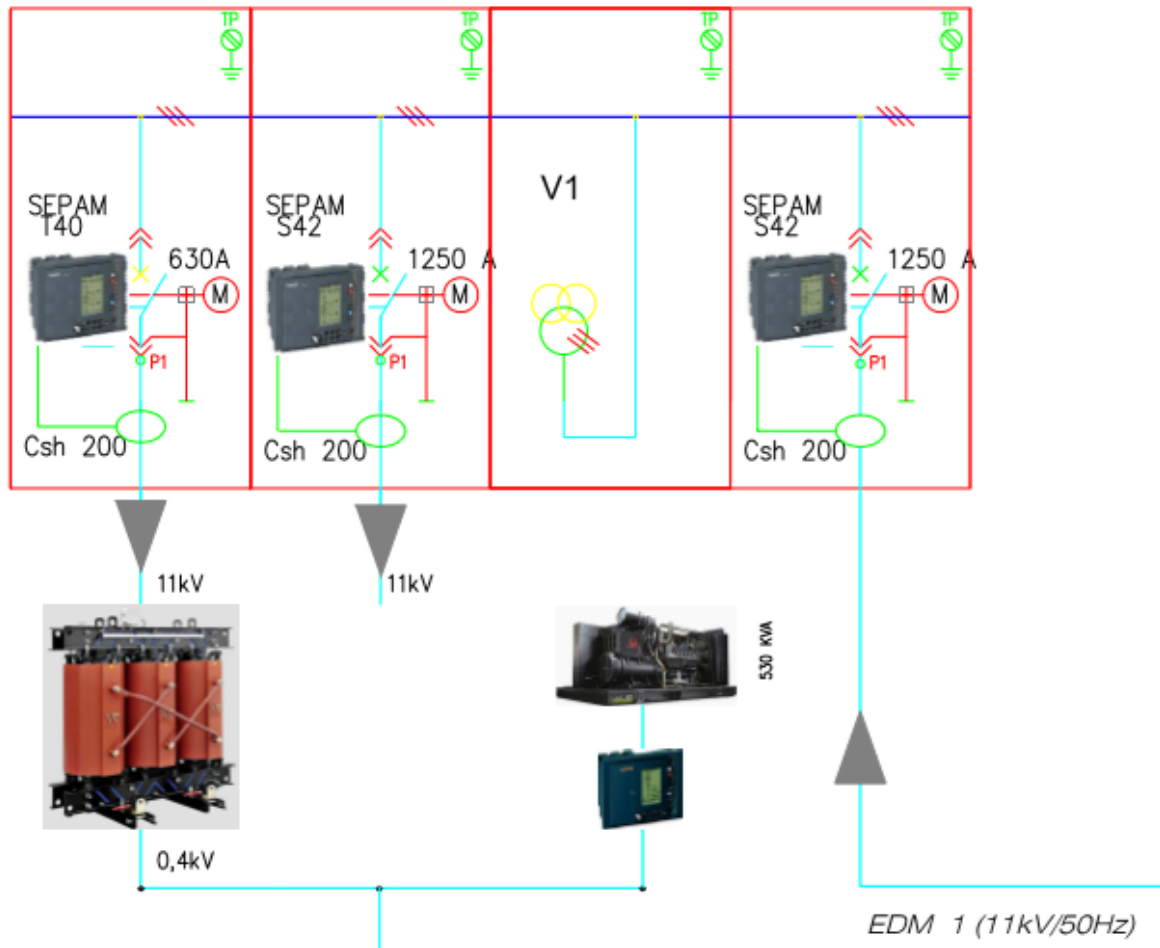 TP
TP
TP
TP
V1
SEPAM
T40
SEPAM
S42
SEPAM
S42
630A
1250 A
1250 A
M
M
M
P1
P1
P1
Csh 200
Csh 200
Csh 200
11kV
11kV
530 KVA
0,4kV
EDM 1 (11kV/50Hz)